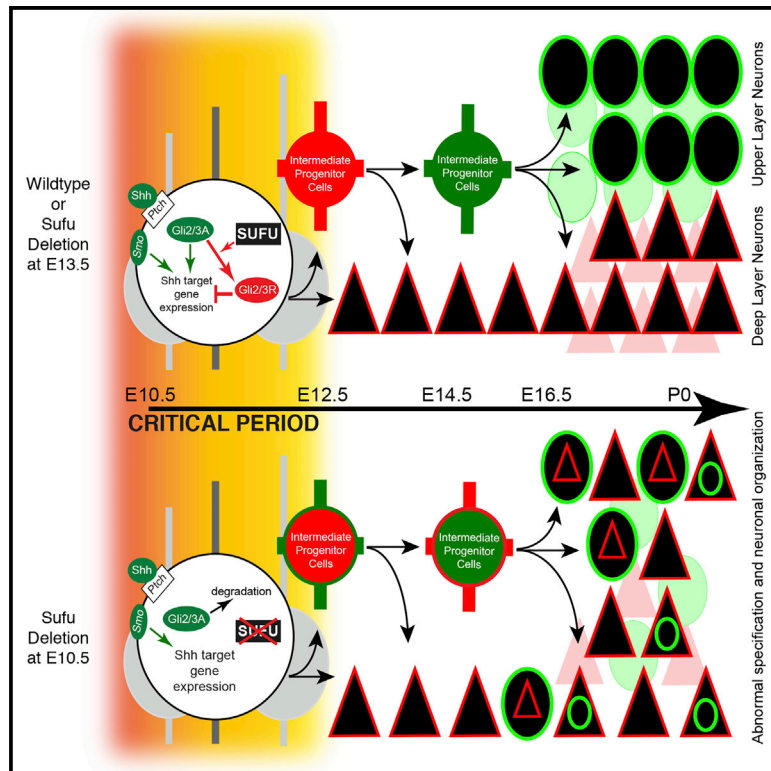 Wildtype
or
Sufu
Deletion
at E13.5
Shh
Ptch
Smo
Gli2/3A
SUFU
Shh target
gene
expression
Gli2/3R
Intermediate
Progenitor
Cells
Intermediate
Progenitor
Cells
Upper Layer Neurons
Deep Layer Neurons
E10.5
E12.5
E14.5
E16.5
P0
CRITICAL PERIOD
Sufu
Deletion
at E10.5
Shh
Ptch
Smo
Gli2/3A
degradation
SUFU
Shh target
gene
expression
Intermediate
Progenitor
Cells
Intermediate
Progenitor
Cells
Abnormal specification and neuronal organization